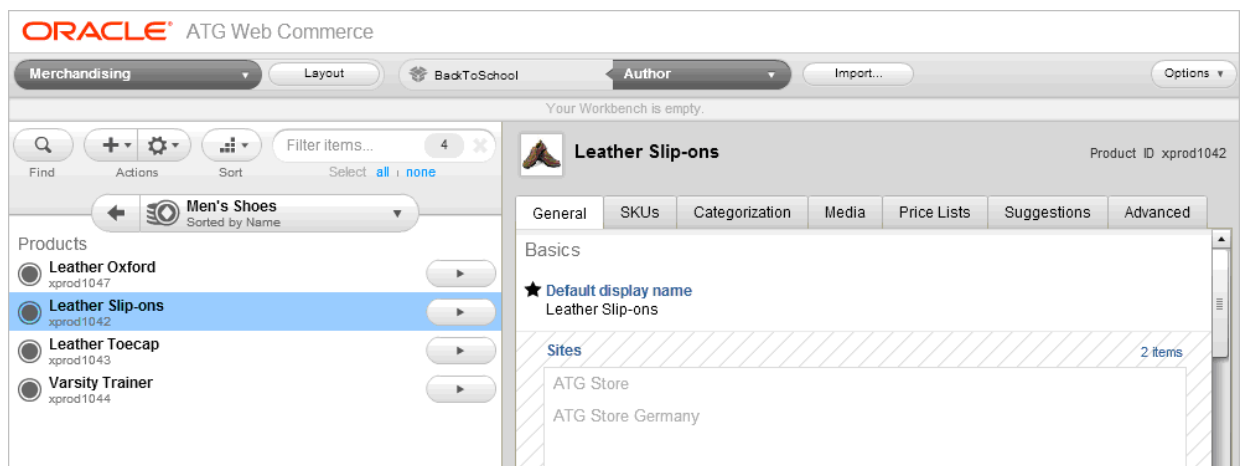 ORACLE® ATG Web Commerce
Merchandising Layout BackToSchool Author Import... Options
Your Workbench is empty.
Filter items... 4
Find Actions Sort Select all none
Men's Shoes
Sorted by Name
Products
Leather Oxford
xprod1047
Leather Slip-ons
xprod1042
Leather Toecap
xprod1043
Varsity Trainer
xprod1044
Leather Slip-ons Product ID xprod1042
General SKUs Categorization Media Price Lists Suggestions Advanced
Basics
Default display name
Leather Slip-ons
Sites 2 items
ATG Store
ATG Store Germany